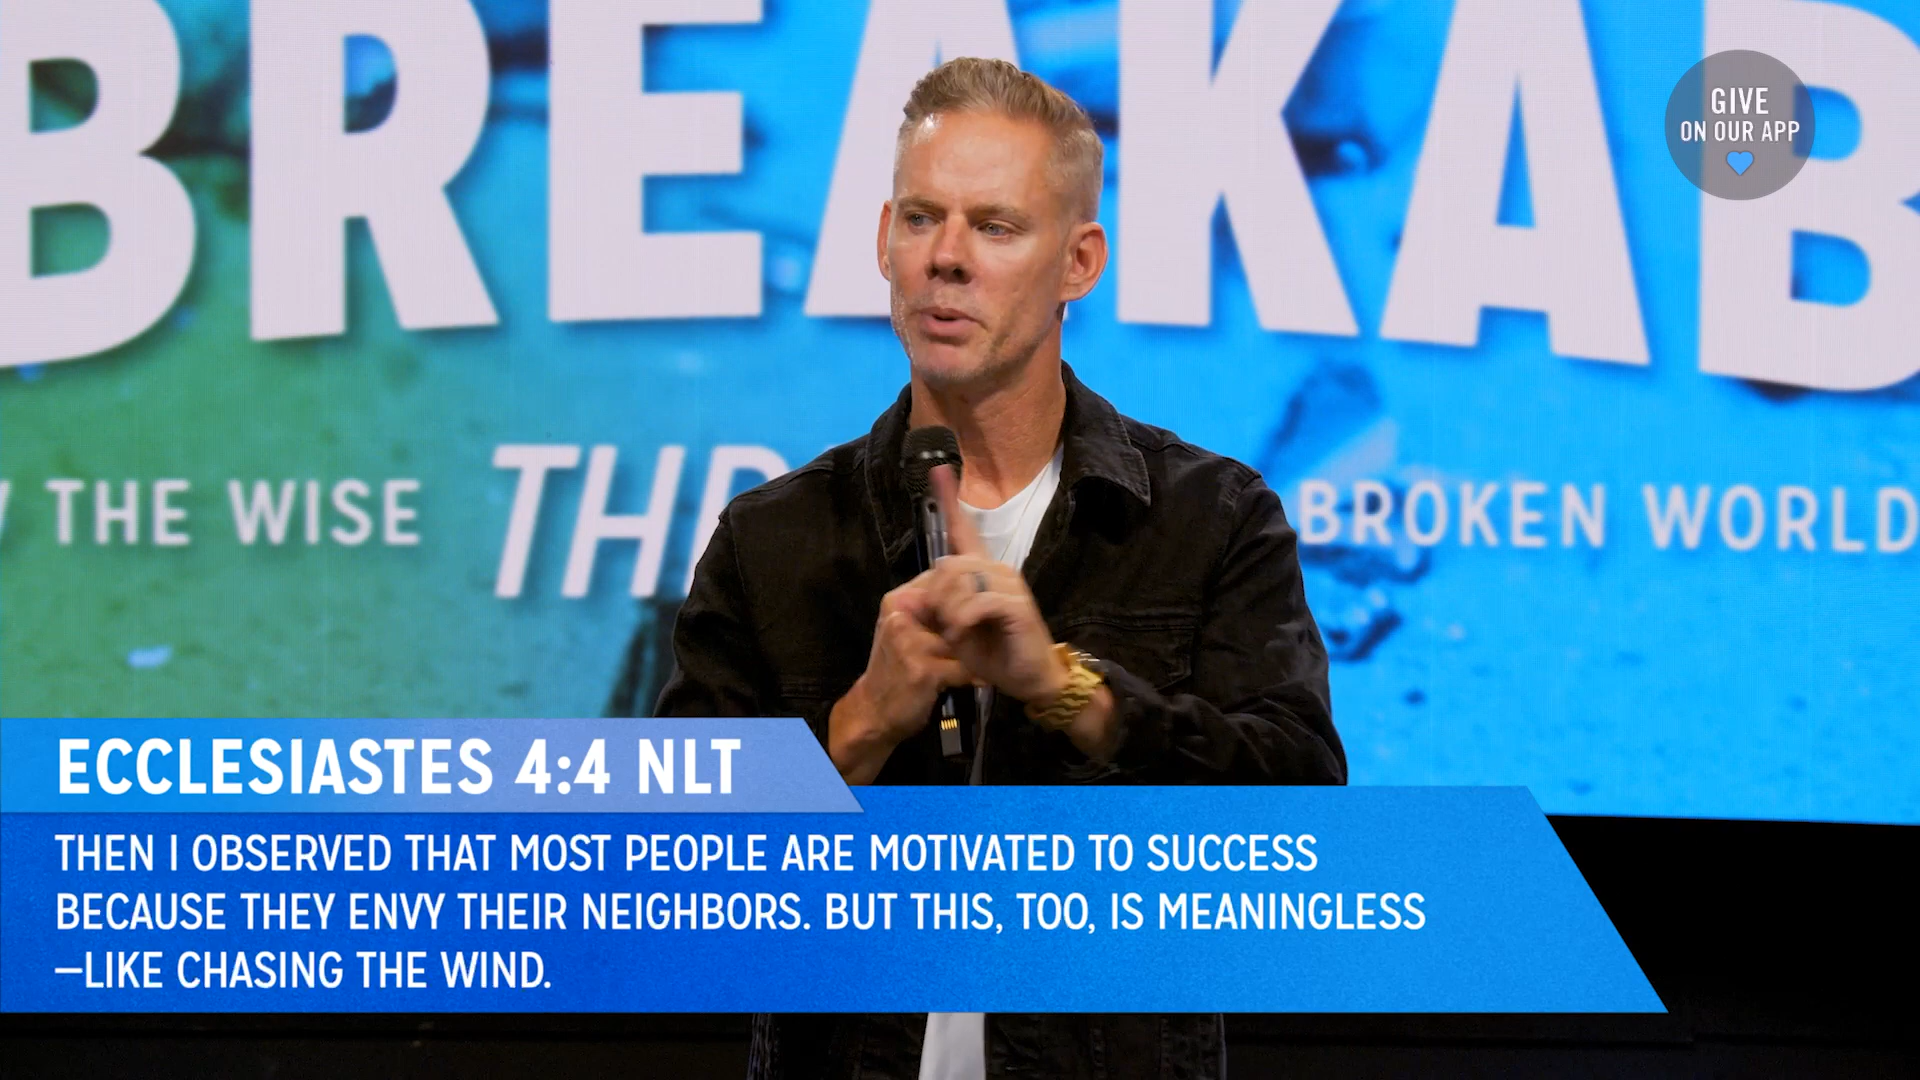 BREAKAB
GIVE
ON OUR APP
THE WISE
BROKEN WORLD
ECCLESIASTES 4:4 NLT
THEN I OBSERVED THAT MOST PEOPLE ARE MOTIVATED TO SUCCESS
BECAUSE THEY ENVY THEIR NEIGHBORS. BUT THIS, TOO, IS MEANINGLESS
–LIKE CHASING THE WIND.